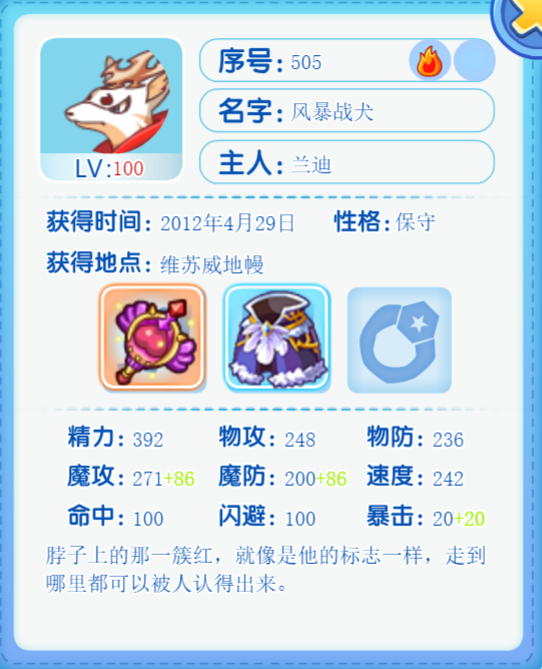 序号: 505
LV:100
名字: 风暴战犬
主人: 兰迪
获得时间: 2012年4月29日 性格: 保守
获得地点: 维苏威地幔
精力: 392 物攻: 248 物防: 236
魔攻: 271+86 魔防: 200+86 速度: 242
命中: 100 闪避: 100 暴击: 20+20
脖子上的那一簇红，就像是他的标志一样，走到
哪里都可以被人认得出来。